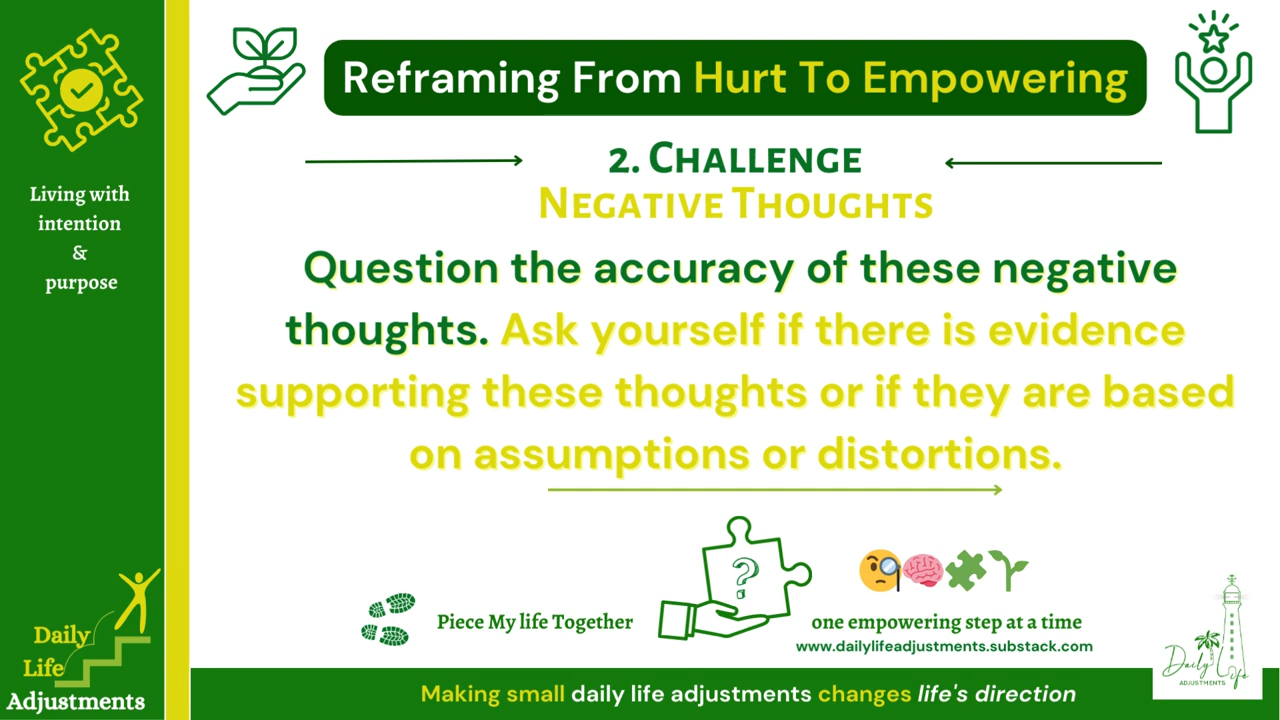 Living with
intention
&
purpose
Daily
Life
Adjustments
Reframing From Hurt To Empowering
2. Challenge
Negative Thoughts
Question the accuracy of these negative
thoughts. Ask yourself if there is evidence
supporting these thoughts or if they are based
on assumptions or distortions.
?
Piece My life Together
one empowering step at a time
www.dailylifeadjustments.substack.com
Daily Life
ADJUSTMENTS
Making small daily life adjustments changes life's direction